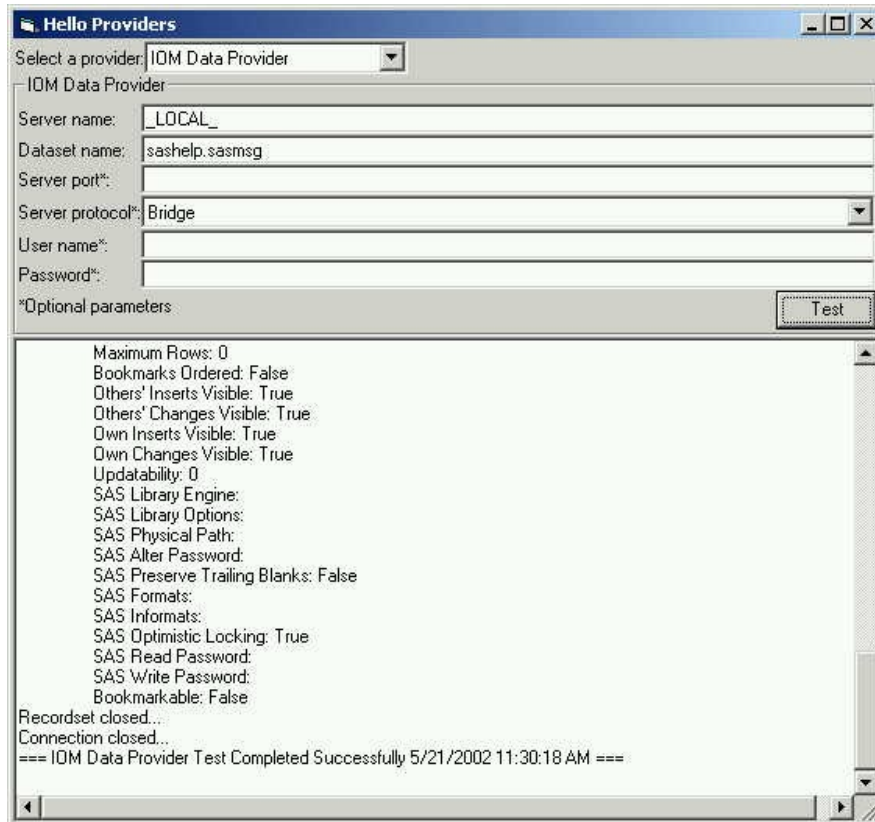 Hello Providers
Select a provider: IOM Data Provider
IOM Data Provider
Server name: _LOCAL_
Dataset name: sashelp.sasmsg
Server port*:
Server protocol*: Bridge
User name*:
Password*:
*Optional parameters
Test
Maximum Rows: 0
Bookmarks Ordered: False
Others' Inserts Visible: True
Others' Changes Visible: True
Own Inserts Visible: True
Own Changes Visible: True
Updatability: 0
SAS Library Engine:
SAS Library Options:
SAS Physical Path:
SAS Alter Password:
SAS Preserve Trailing Blanks: False
SAS Formats:
SAS Informats:
SAS Optimistic Locking: True
SAS Read Password:
SAS Write Password:
Bookmarkable: False
Recordset closed...
Connection closed...
=== IOM Data Provider Test Completed Successfully 5/21/2002 11:30:18 AM ===